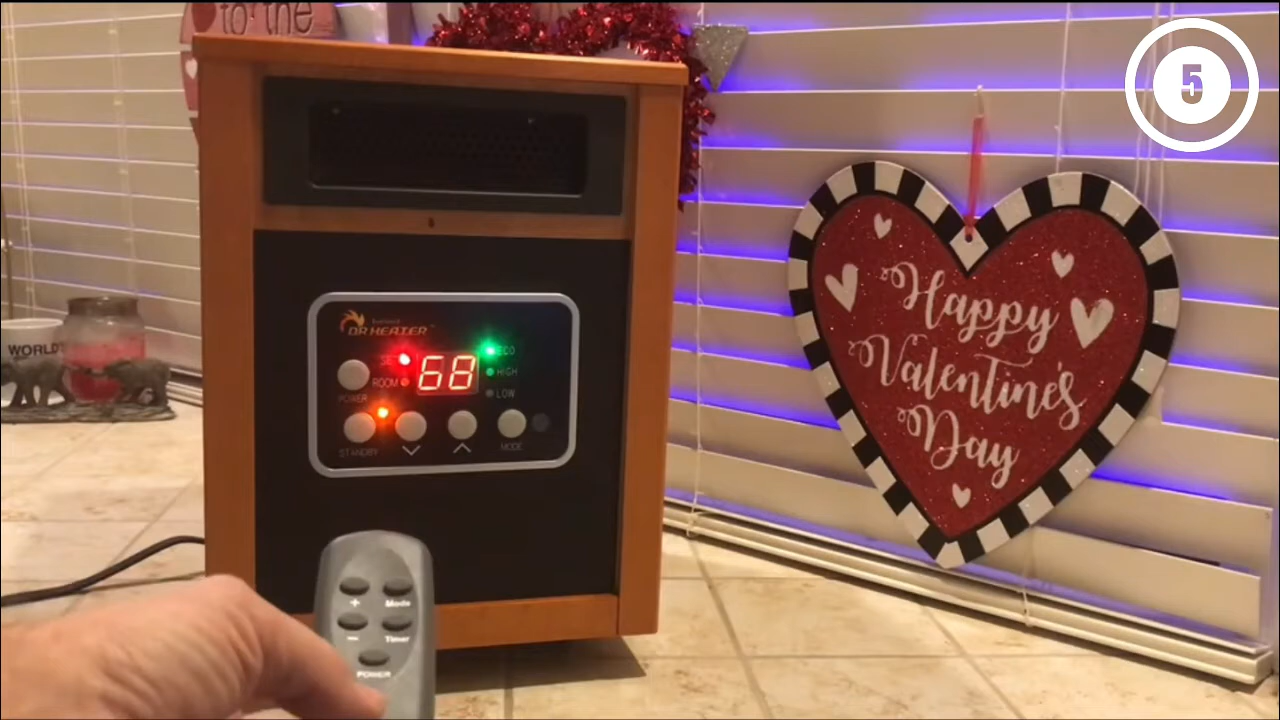 to the
5
WORLD
DR HEATER
SET
68
ECO
ROOM
HIGH
POWER
LOW
STANDBY
MODE
Happy
Valentine's
Day
+ Mode
− Timer
POWER